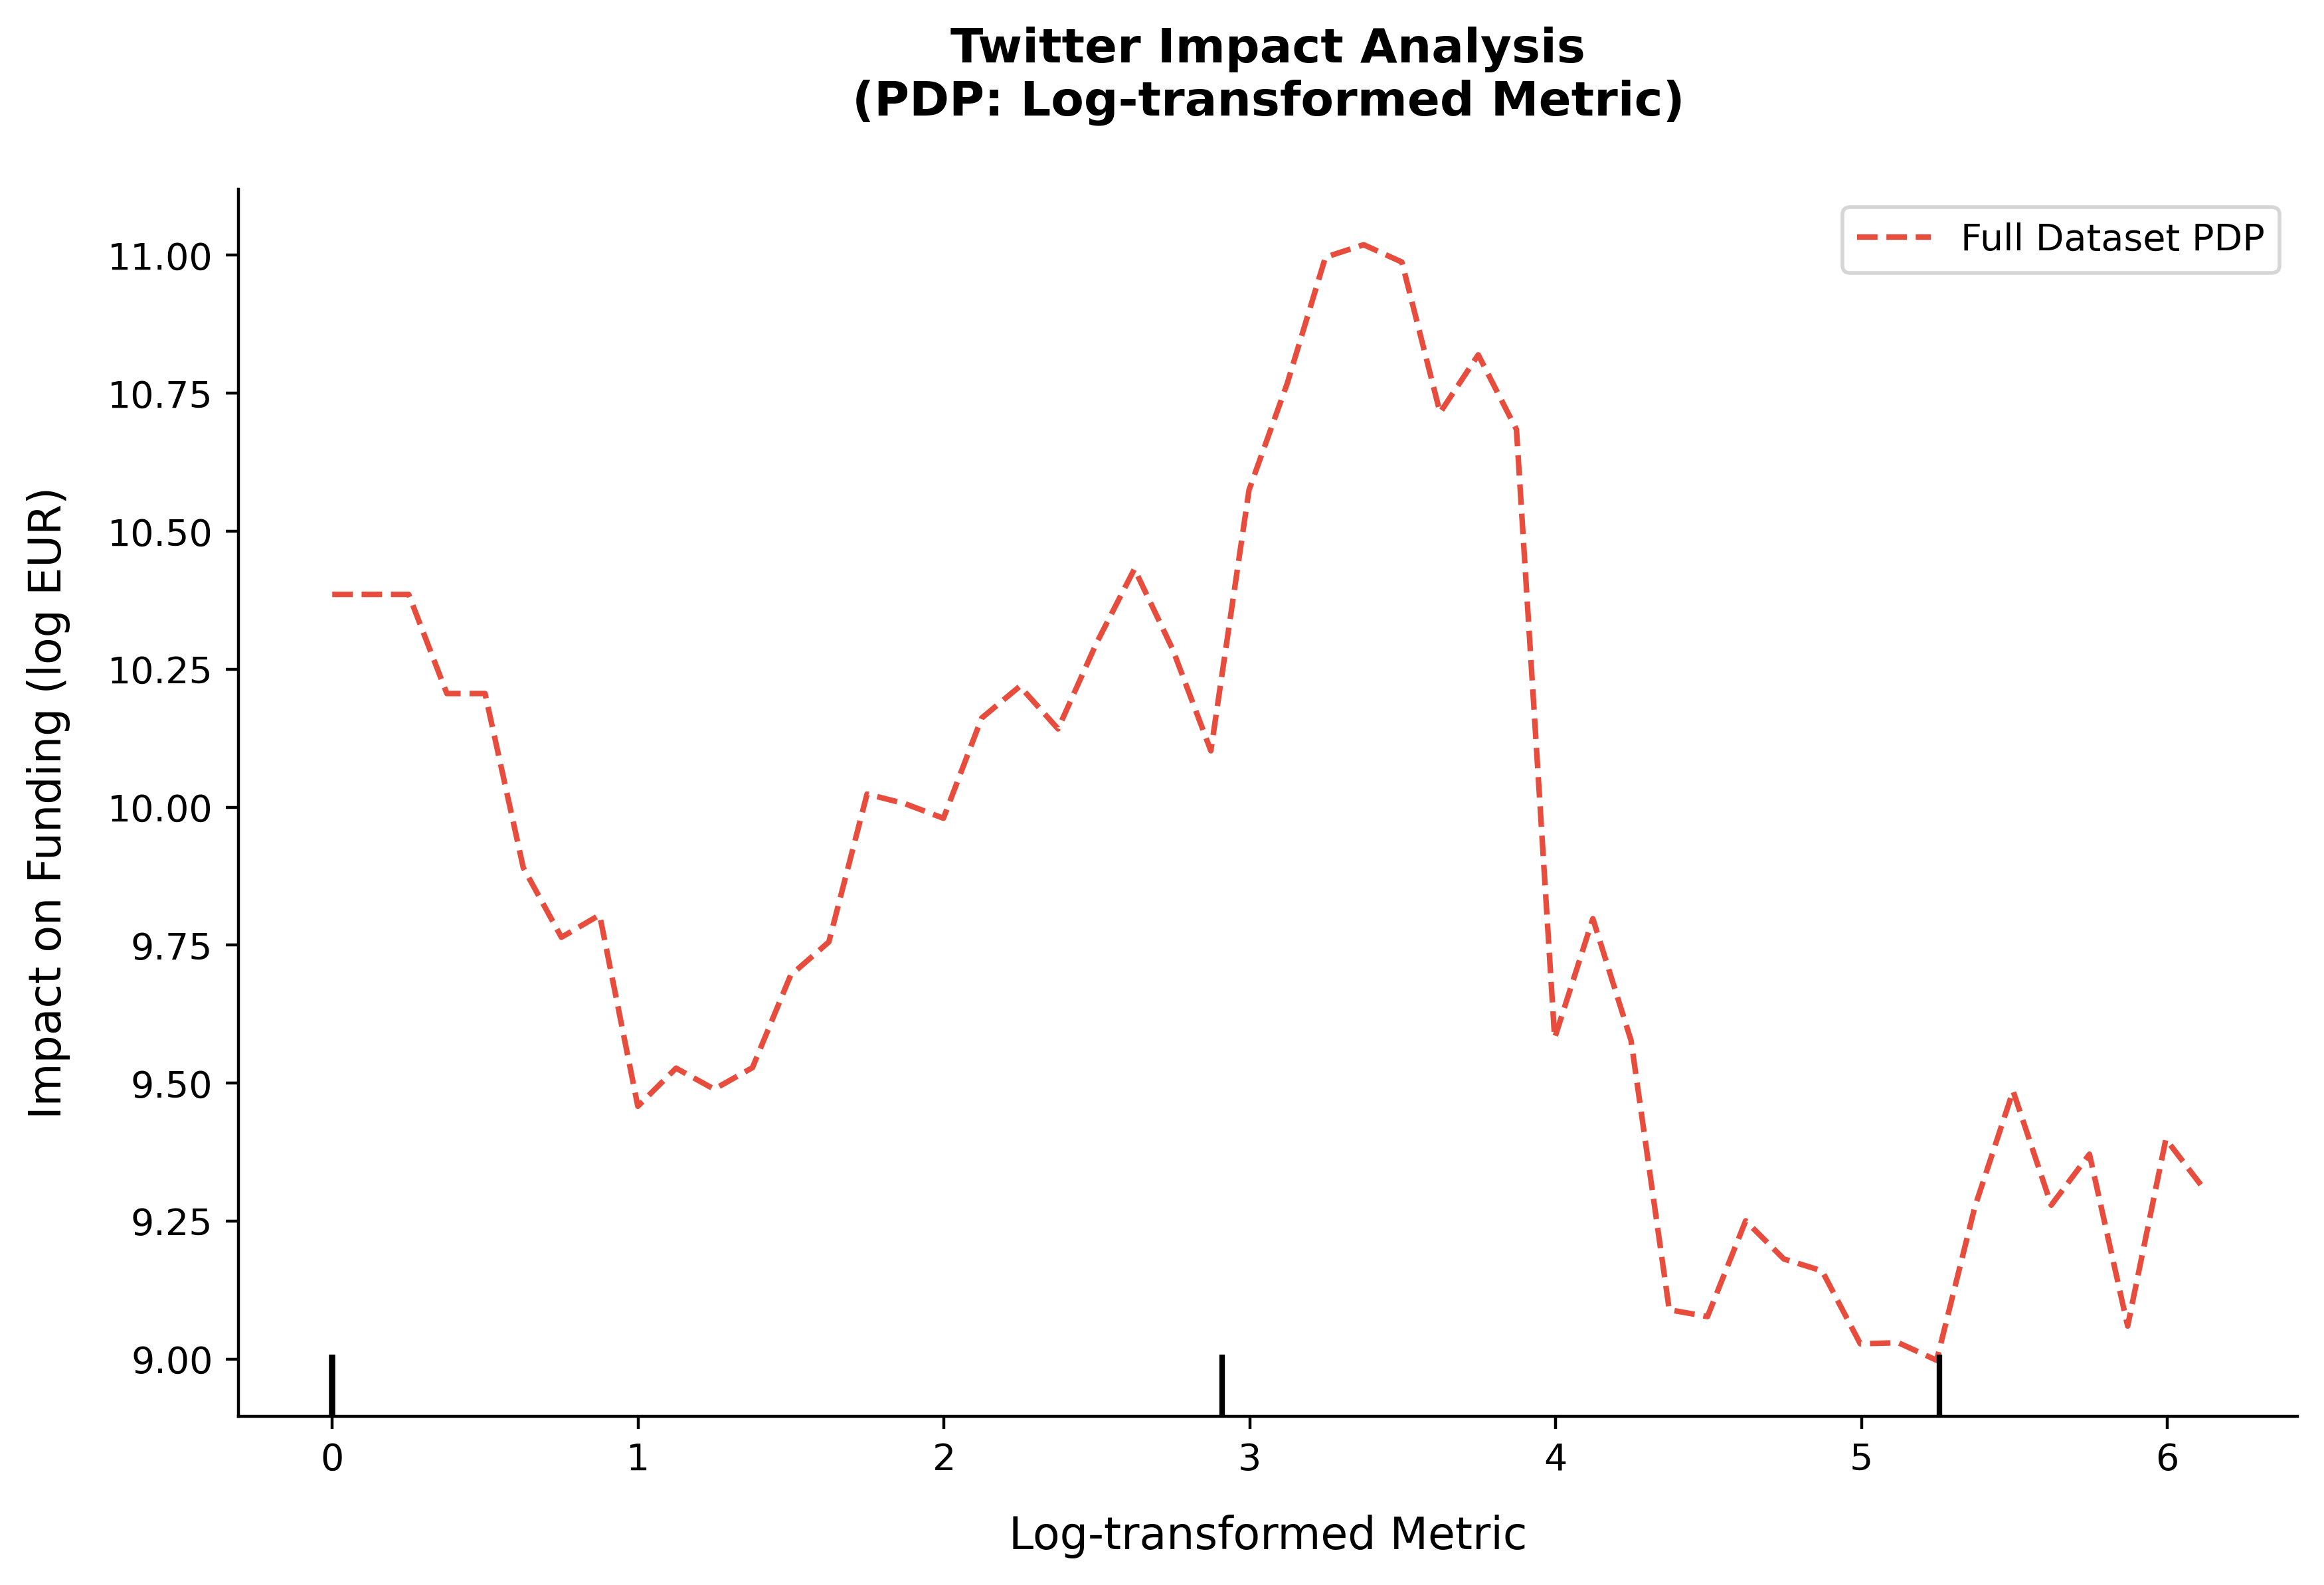 Twitter Impact Analysis
(PDP: Log-transformed Metric)
Full Dataset PDP
Impact on Funding (log EUR)
11.00
10.75
10.50
10.25
10.00
9.75
9.50
9.25
9.00
0 1 2 3 4 5 6
Log-transformed Metric